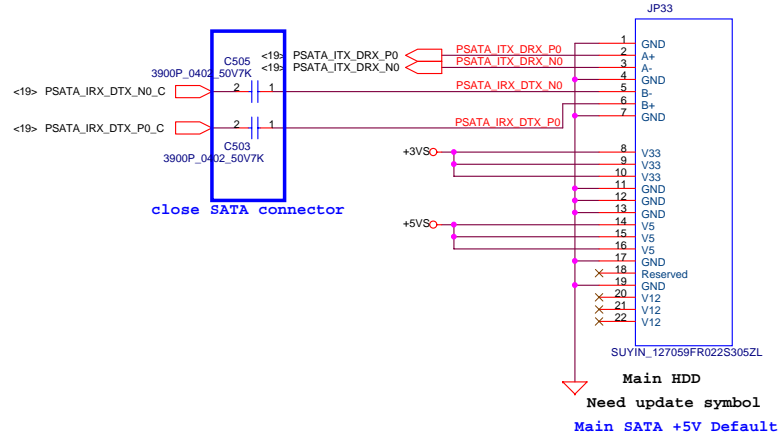 JP33
C505
3900P_0402_50V7K
<19> PSATA_ITX_DRX_P0
<19> PSATA_ITX_DRX_N0
PSATA_ITX_DRX_P0
PSATA_ITX_DRX_N0
1 GND
2 A+
3 A-
4 GND
<19> PSATA_IRX_DTX_N0_C
2 1
PSATA_IRX_DTX_N0
5 B-
6 B+
7 GND
<19> PSATA_IRX_DTX_P0_C
2 1
PSATA_IRX_DTX_P0
C503
3900P_0402_50V7K
close SATA connector
+3VS
8 V33
9 V33
10 V33
11 GND
12 GND
13 GND
+5VS
14 V5
15 V5
16 V5
17 GND
18 Reserved
19 GND
20 V12
21 V12
22 V12
SUYIN_127059FR022S305ZL
Main HDD
Need update symbol
Main SATA +5V Default